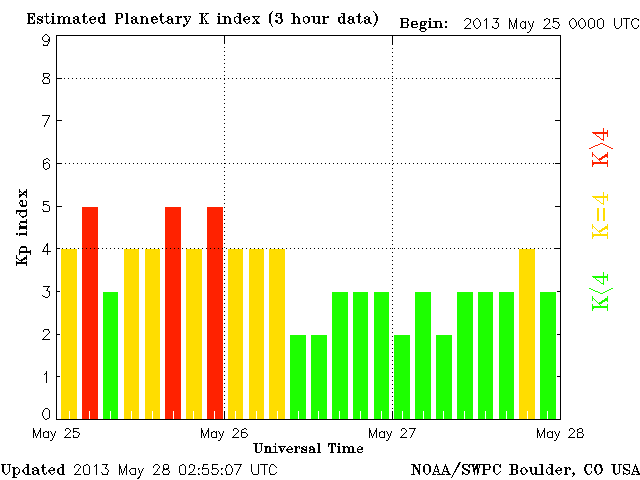 Estimated Planetary K index (3 hour data) Begin: 2013 May 25 0000 UTC
9
8
7
6
5
4
3
2
1
0
Kp index
K>4
K=4
K<4
May 25 May 26 May 27 May 28
Universal Time
Updated 2013 May 28 02:55:07 UTC NOAA/SWPC Boulder, CO USA